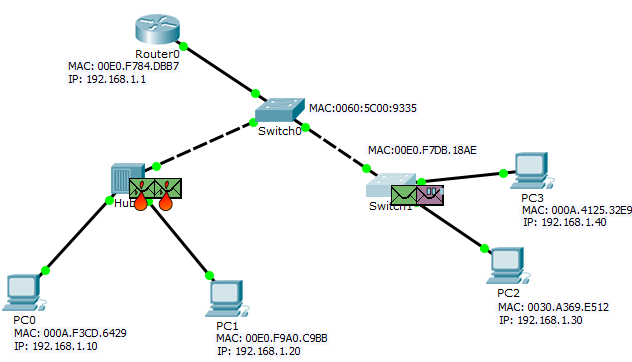 Router0
MAC: 00E0.F784.DBB7
IP: 192.168.1.1
MAC:0060:5C00:9335
Switch0
MAC:00E0.F7DB.18AE
Switch1
PC3
MAC: 000A.4125.32E9
IP: 192.168.1.40
PC2
MAC: 0030.A369.E512
IP: 192.168.1.30
PC0
MAC: 000A.F3CD.6429
IP: 192.168.1.10
PC1
MAC: 00E0.F9A0.C9BB
IP: 192.168.1.20